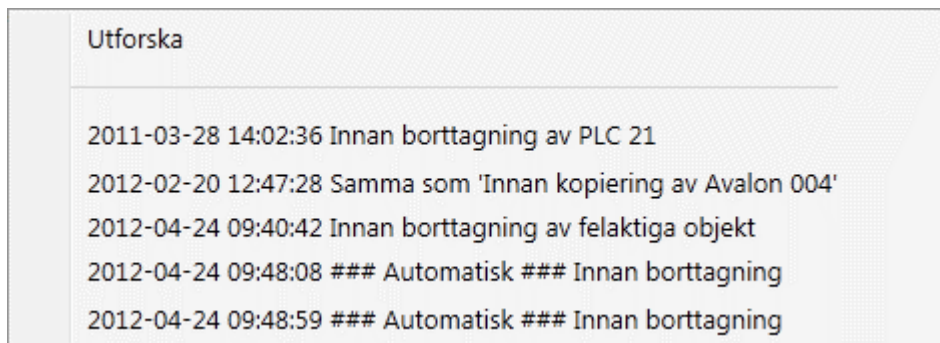 Utforska
2011-03-28 14:02:36 Innan borttagning av PLC 21
2012-02-20 12:47:28 Samma som 'Innan kopiering av Avalon 004'
2012-04-24 09:40:42 Innan borttagning av felaktiga objekt
2012-04-24 09:48:08 ### Automatisk ### Innan borttagning
2012-04-24 09:48:59 ### Automatisk ### Innan borttagning